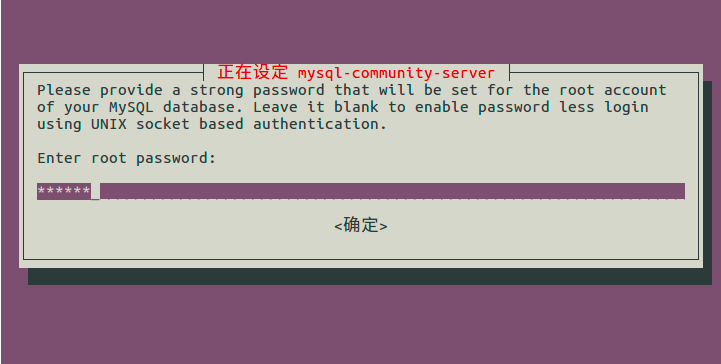 正在设定 mysql-community-server
Please provide a strong password that will be set for the root account
of your MySQL database. Leave it blank to enable password less login
using UNIX socket based authentication.
Enter root password:
******_
<确定>